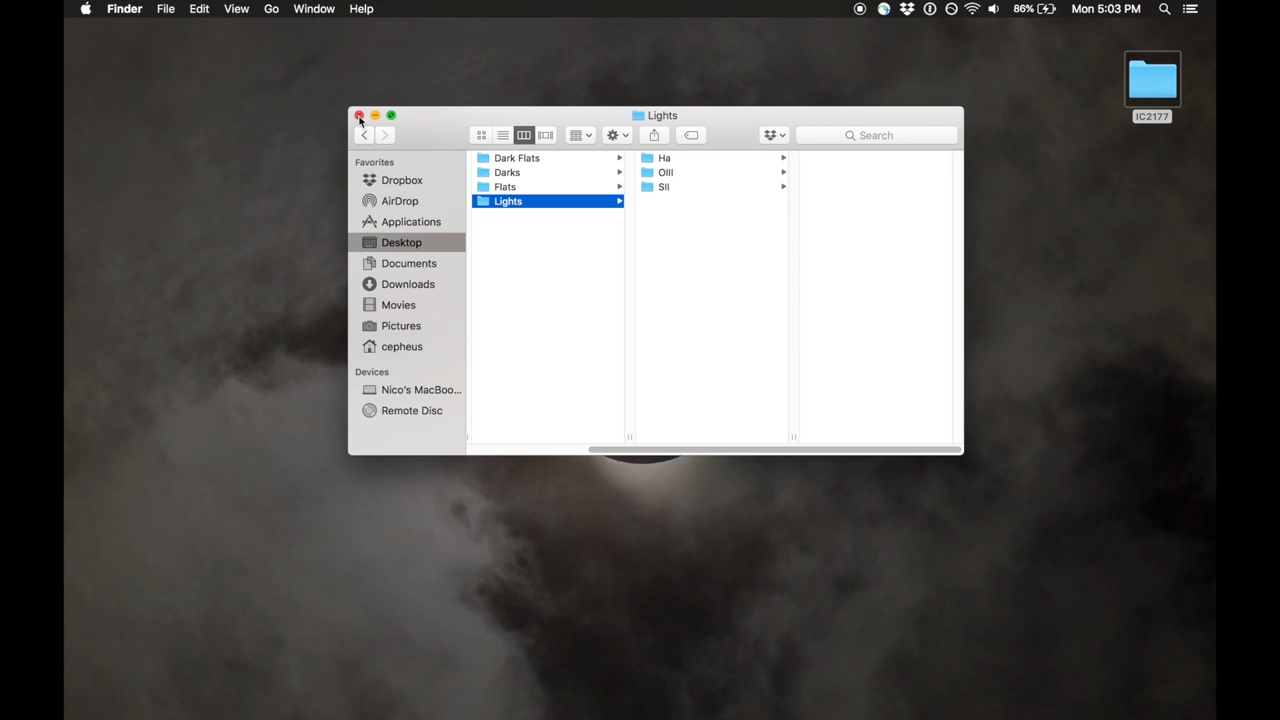 Finder File Edit View Go Window Help 86% Mon 5:03 PM
IC2177
Lights
Search
Favorites
Dropbox
AirDrop
Applications
Desktop
Documents
Downloads
Movies
Pictures
cepheus
Devices
Nico's MacBoo...
Remote Disc
Dark Flats
Darks
Flats
Lights
Ha
OIII
SII